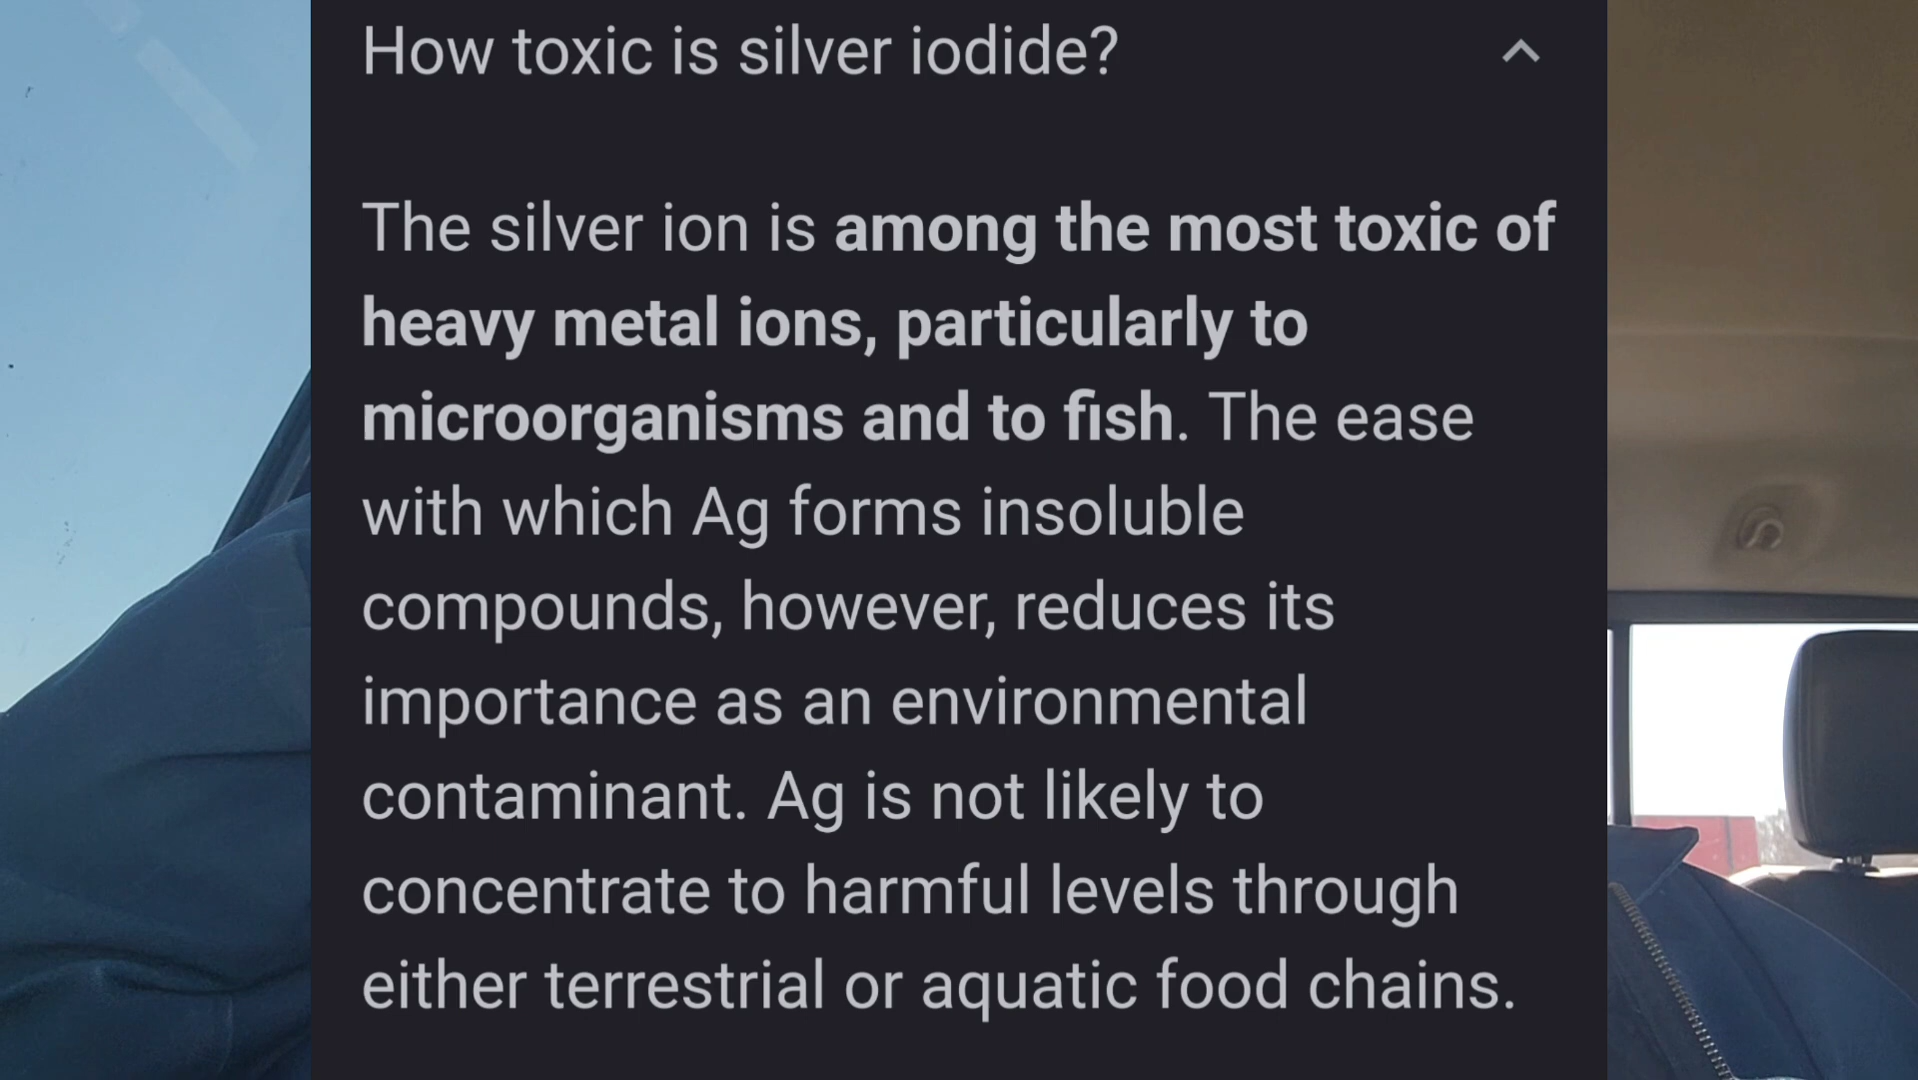 How toxic is silver iodide?
The silver ion is among the most toxic of
heavy metal ions, particularly to
microorganisms and to fish. The ease
with which Ag forms insoluble
compounds, however, reduces its
importance as an environmental
contaminant. Ag is not likely to
concentrate to harmful levels through
either terrestrial or aquatic food chains.